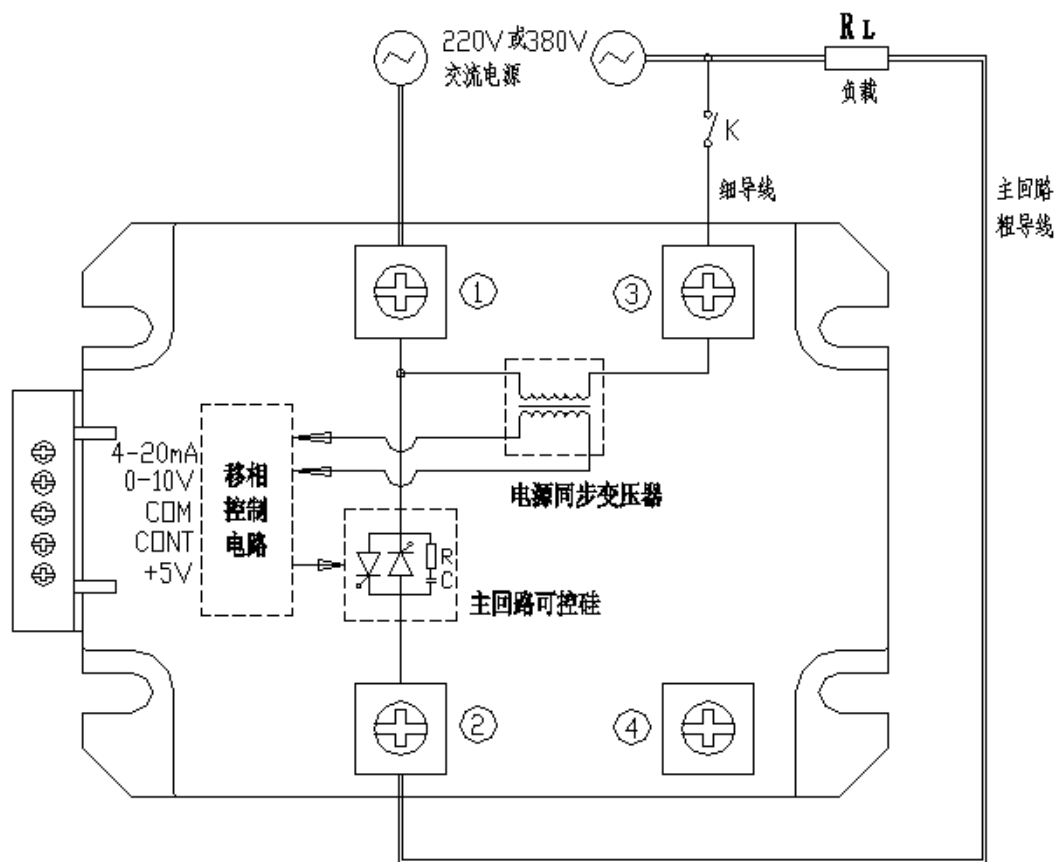 220V或380V
交流电源
RL
负载
K
细导线
主回路
粗导线
①
③
4-20mA
0-10V
COM
CONT
+5V
移相
控制
电路
电源同步变压器
R
C
主回路可控硅
②
④